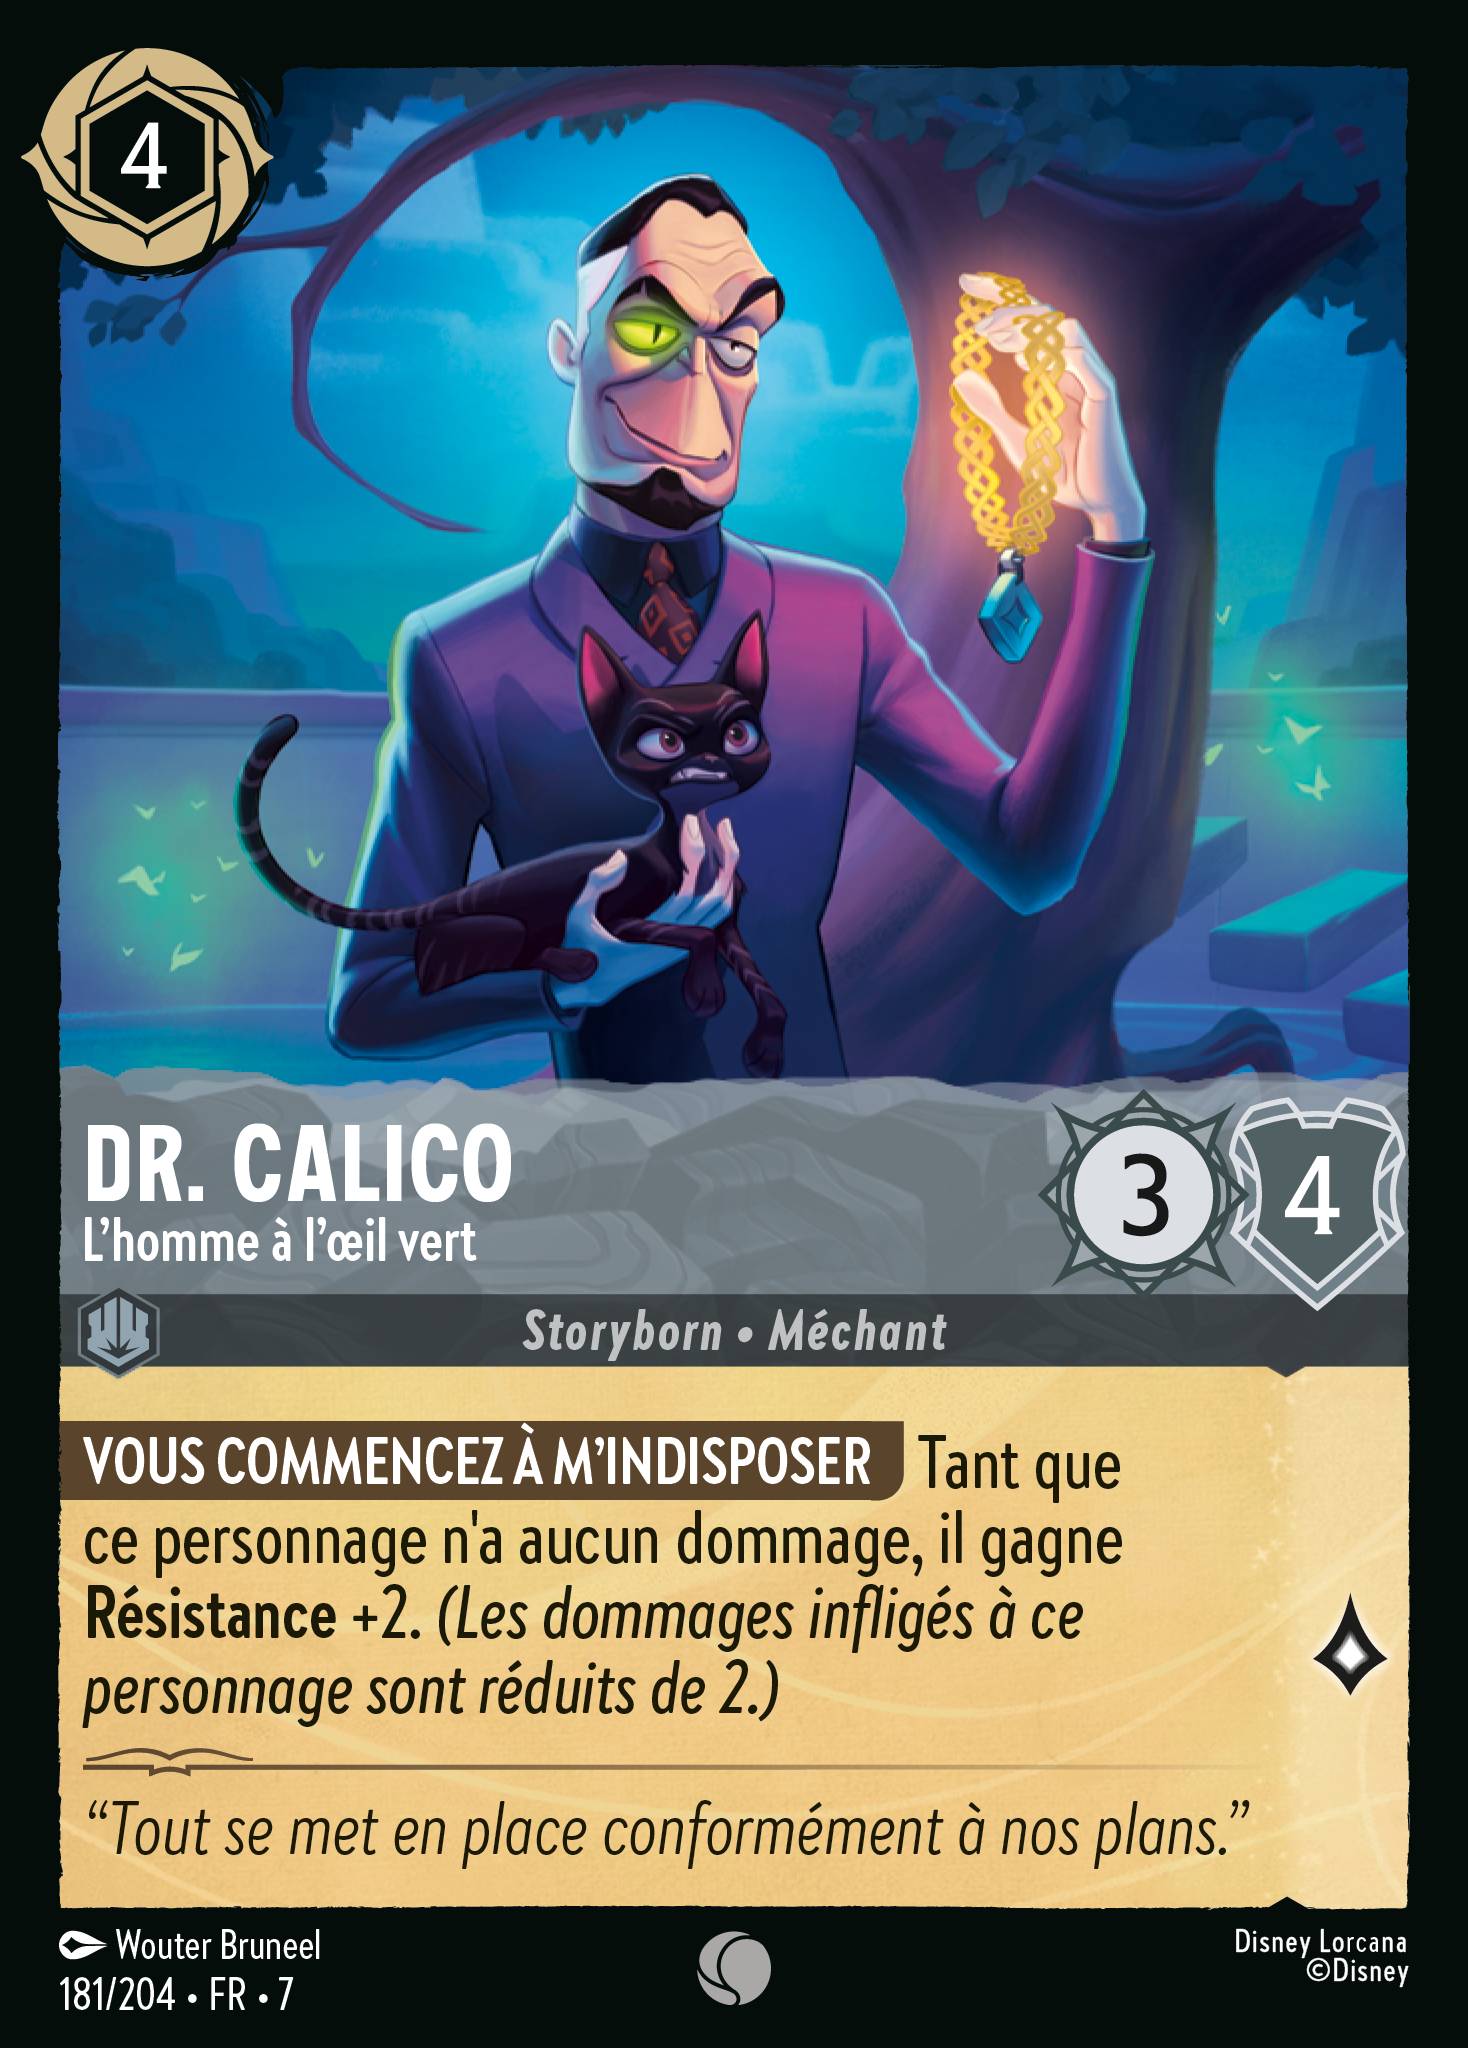 4
DR. CALICO
L’homme à l’œil vert
3
4
Storyborn • Méchant
VOUS COMMENCEZ À M’INDISPOSER Tant que
ce personnage n'a aucun dommage, il gagne
Résistance +2. (Les dommages infligés à ce
personnage sont réduits de 2.)
“Tout se met en place conformément à nos plans.”
Wouter Bruneel
181/204 • FR • 7
Disney Lorcana
©Disney